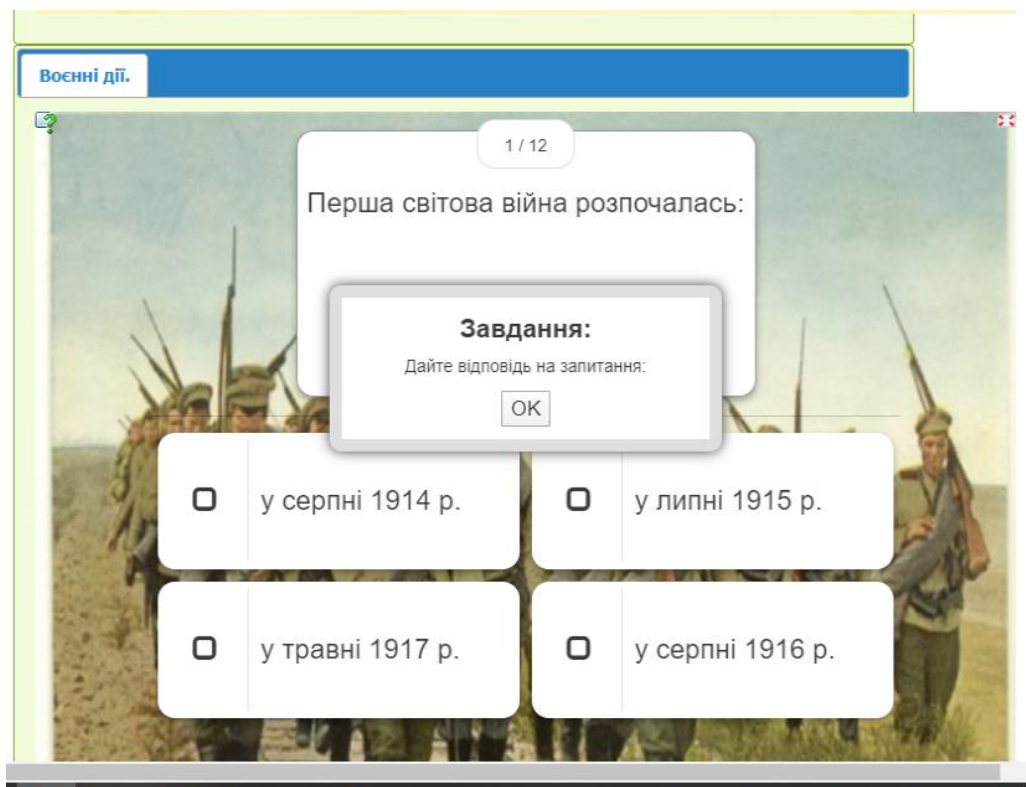 Воєнні дії.
1 / 12
Перша світова війна розпочалась:
Завдання:
Дайте відповідь на запитання:
OK
у серпні 1914 р.
у липні 1915 р.
у травні 1917 р.
у серпні 1916 р.